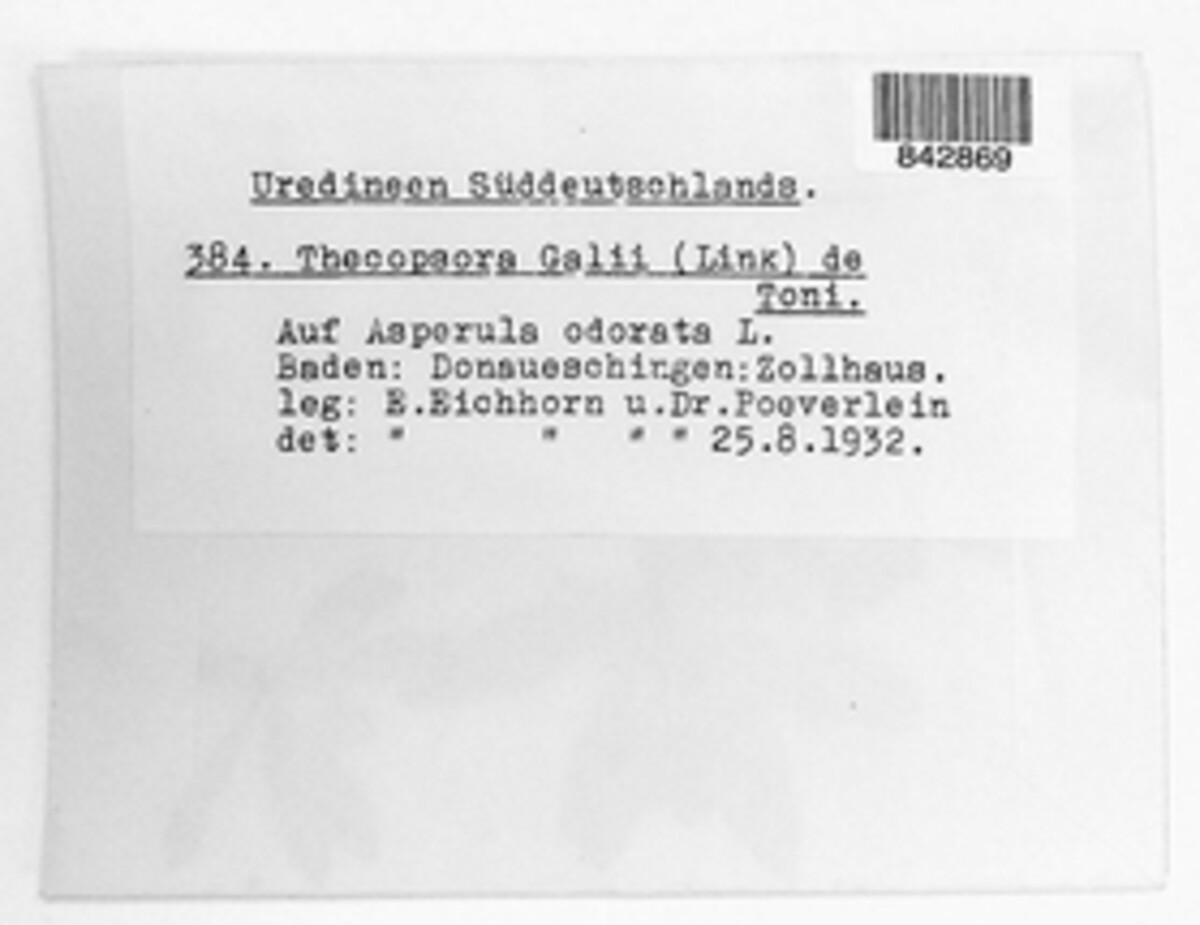 842869
Uredineen Süddeutschlands.
384. Thecopsora Galii (Link) de
Toni.
Auf Asperula odorata L.
Baden: Donaueschingen:Zollhaus.
leg: E.Eichhorn u.Dr.Poeverlein
det: " " " " 25.8.1932.